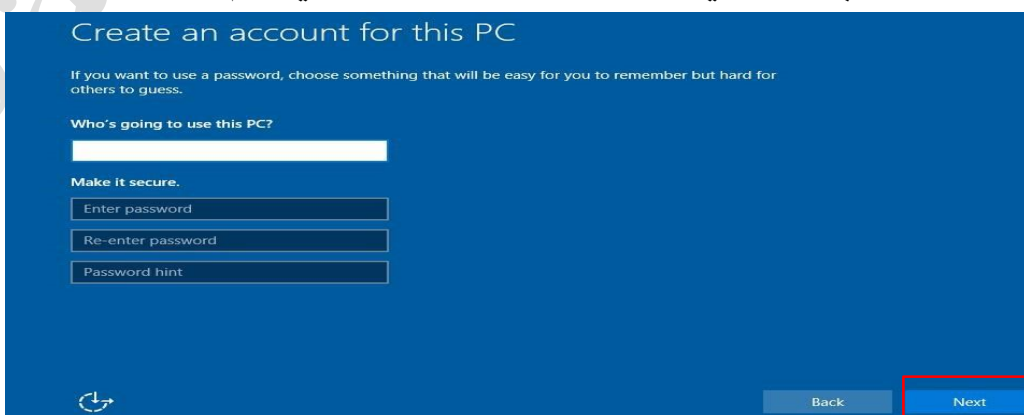 Create an account for this PC
If you want to use a password, choose something that will be easy for you to remember but hard for
others to guess.
Who's going to use this PC?
Make it secure.
Enter password
Re-enter password
Password hint
Back
Next